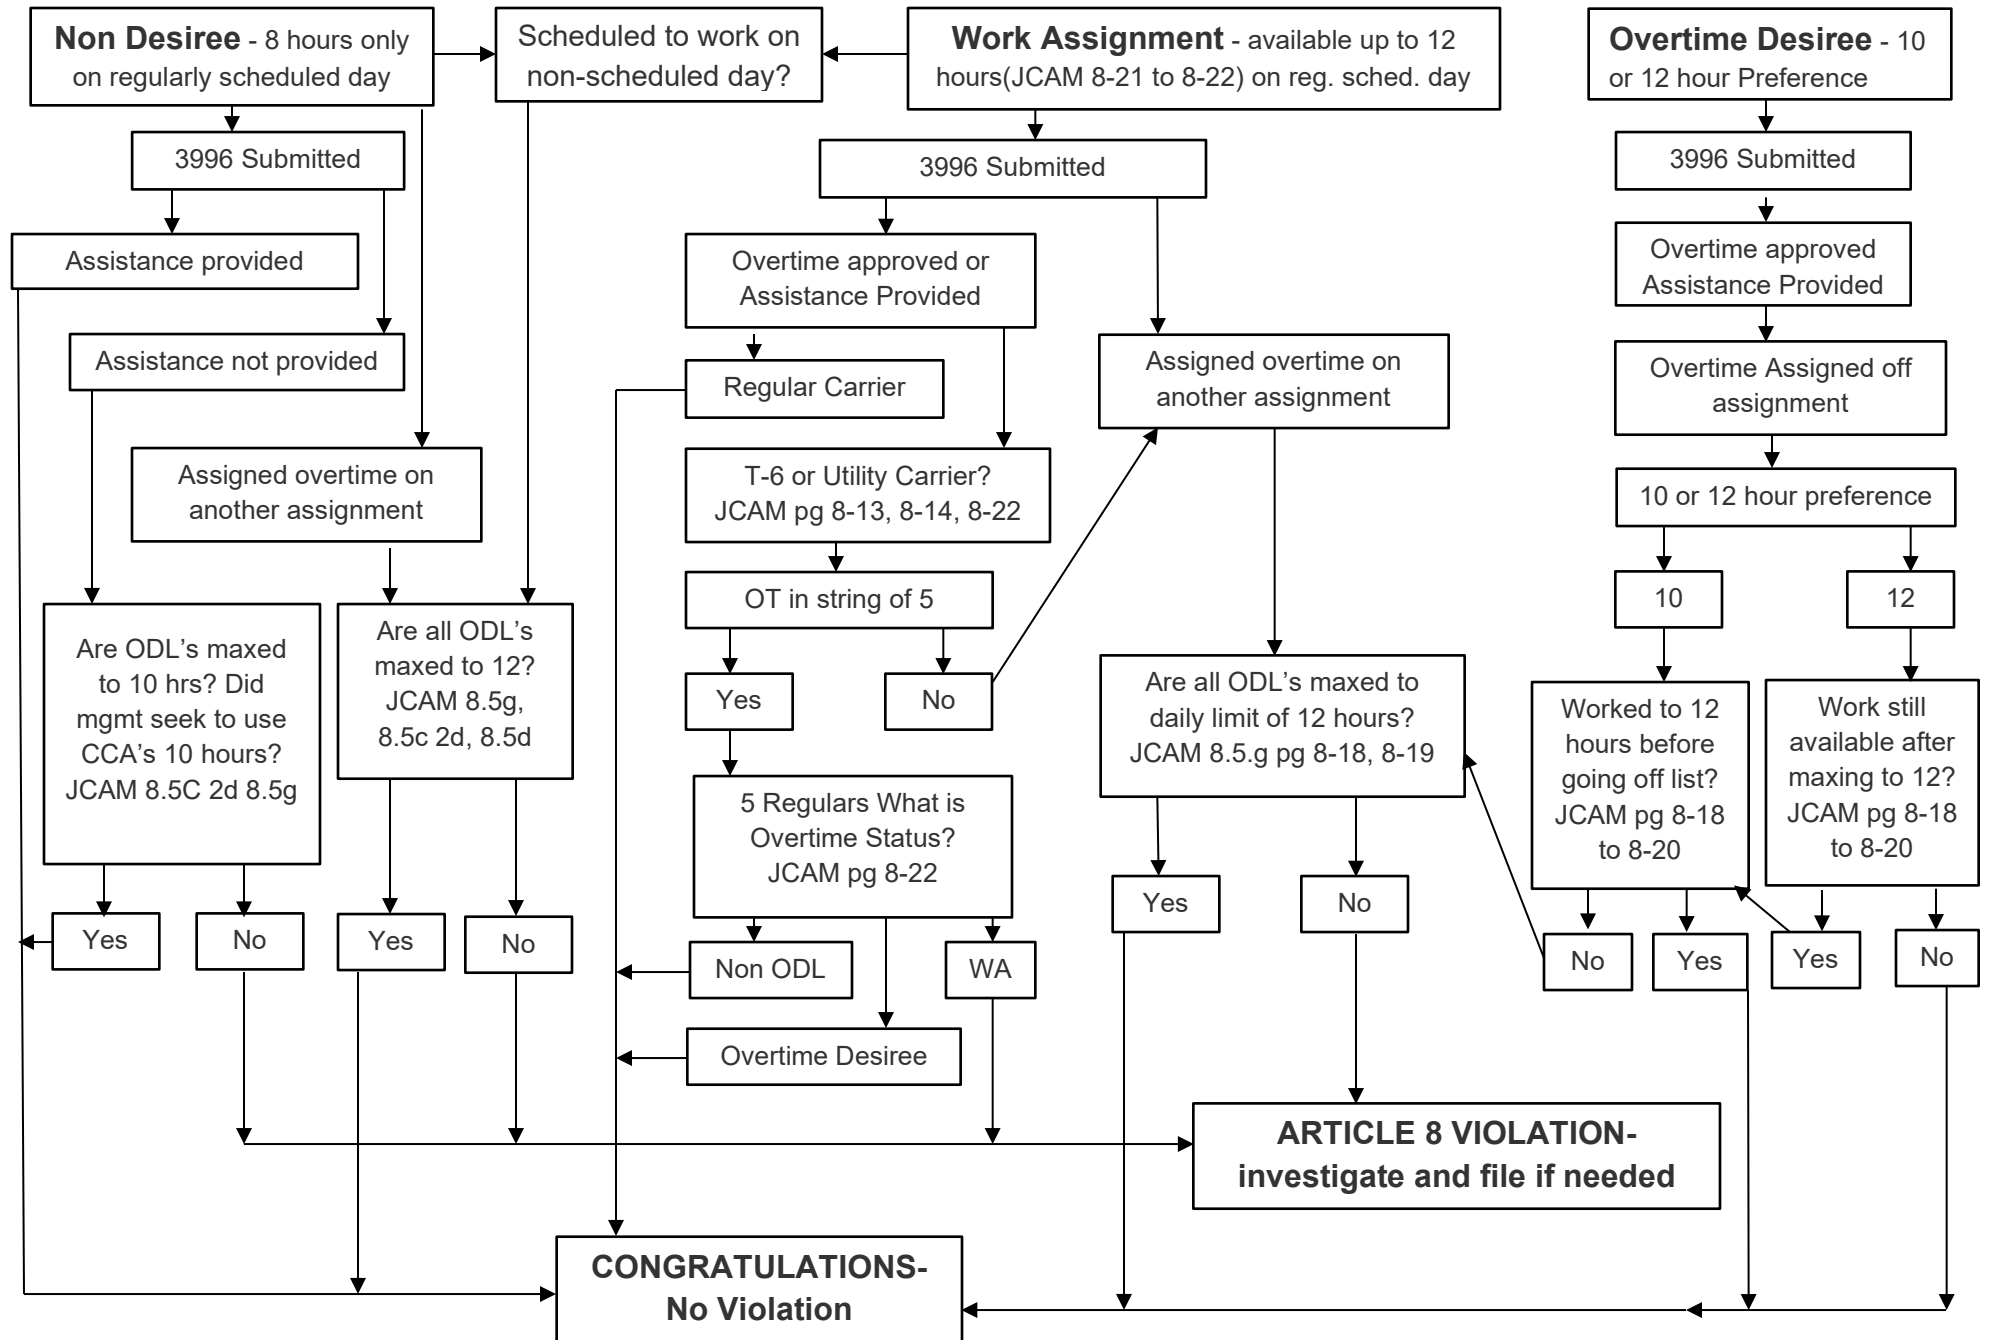 Non Desiree - 8 hours only
on regularly scheduled day
Scheduled to work on
non-scheduled day?
Work Assignment - available up to 12
hours(JCAM 8-21 to 8-22) on reg. sched. day
Overtime Desiree - 10
or 12 hour Preference
3996 Submitted
3996 Submitted
3996 Submitted
Assistance provided
Overtime approved or
Assistance Provided
Overtime approved
Assistance Provided
Assistance not provided
Regular Carrier
Assigned overtime on
another assignment
Overtime Assigned off
assignment
Assigned overtime on
another assignment
T-6 or Utility Carrier?
JCAM pg 8-13, 8-14, 8-22
10 or 12 hour preference
OT in string of 5
10
12
Are ODL's maxed
to 10 hrs? Did
mgmt seek to use
CCA's 10 hours?
JCAM 8.5C 2d 8.5g
Are all ODL's
maxed to 12?
JCAM 8.5g,
8.5c 2d, 8.5d
Yes
No
Are all ODL's maxed to
daily limit of 12 hours?
JCAM 8.5.g pg 8-18, 8-19
Worked to 12
hours before
going off list?
JCAM pg 8-18
to 8-20
Work still
available after
maxing to 12?
JCAM pg 8-18
to 8-20
5 Regulars What is
Overtime Status?
JCAM pg 8-22
Yes
No
Yes
No
Yes
No
No
Yes
Yes
No
Non ODL
WA
Overtime Desiree
ARTICLE 8 VIOLATION-
investigate and file if needed
CONGRATULATIONS-
No Violation